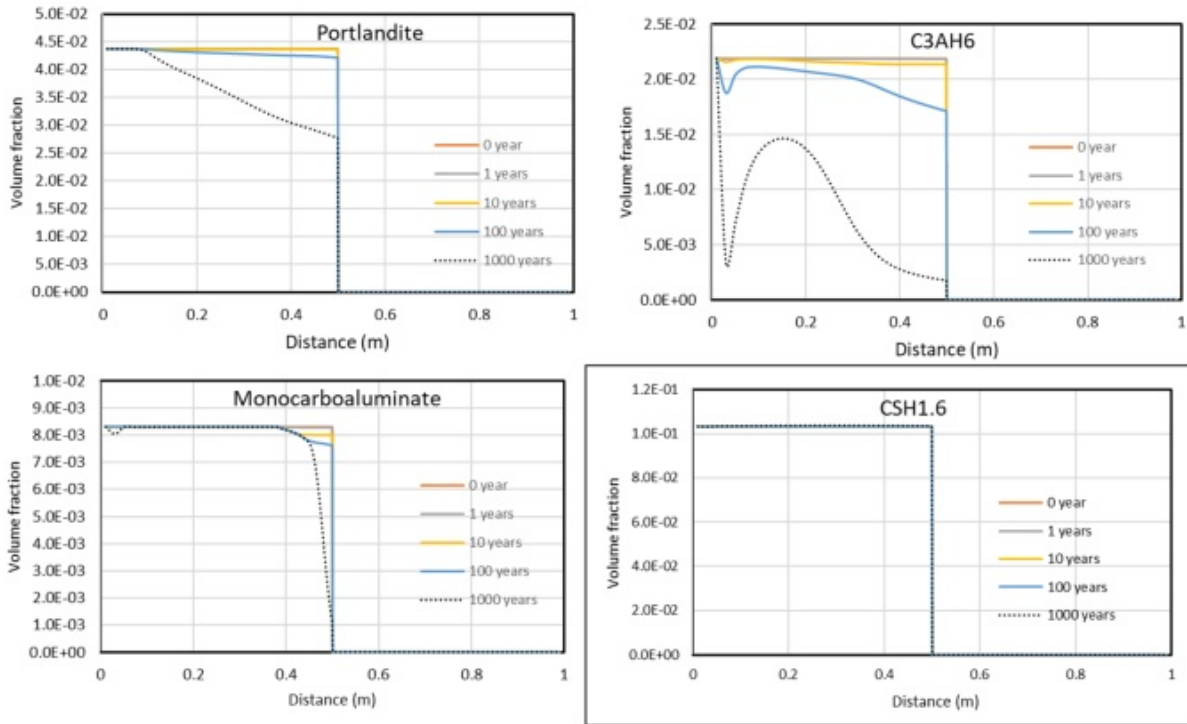 Portlandite
Volume fraction
5.0E-02
4.5E-02
4.0E-02
3.5E-02
3.0E-02
2.5E-02
2.0E-02
1.5E-02
1.0E-02
5.0E-03
0.0E+00
0 year
1 years
10 years
100 years
1000 years
0 0.2 0.4 0.6 0.8 1
Distance (m)
C3AH6
Volume fraction
2.5E-02
2.0E-02
1.5E-02
1.0E-02
5.0E-03
0.0E+00
0 year
1 years
10 years
100 years
1000 years
0 0.2 0.4 0.6 0.8 1
Distance (m)
Monocarboaluminate
Volume fraction
1.0E-02
9.0E-03
8.0E-03
7.0E-03
6.0E-03
5.0E-03
4.0E-03
3.0E-03
2.0E-03
1.0E-03
0.0E+00
0 year
1 years
10 years
100 years
1000 years
0 0.2 0.4 0.6 0.8 1
Distance (m)
CSH1.6
Volume fraction
1.2E-01
1.0E-01
8.0E-02
6.0E-02
4.0E-02
2.0E-02
0.0E+00
0 year
1 years
10 years
100 years
1000 years
0 0.2 0.4 0.6 0.8 1
Distance (m)